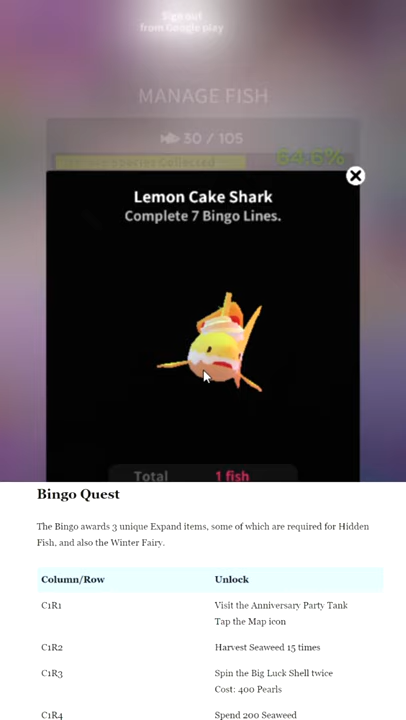 Sign out
from Google play
MANAGE FISH
30 / 105
Species Collected
64.6%
Lemon Cake Shark
Complete 7 Bingo Lines.
Total 1 fish
Bingo Quest
The Bingo awards 3 unique Expand items, some of which are required for Hidden
Fish, and also the Winter Fairy.
Column/Row Unlock
C1R1 Visit the Anniversary Party Tank
Tap the Map icon
C1R2 Harvest Seaweed 15 times
C1R3 Spin the Big Luck Shell twice
Cost: 400 Pearls
C1R4 Spend 200 Seaweed